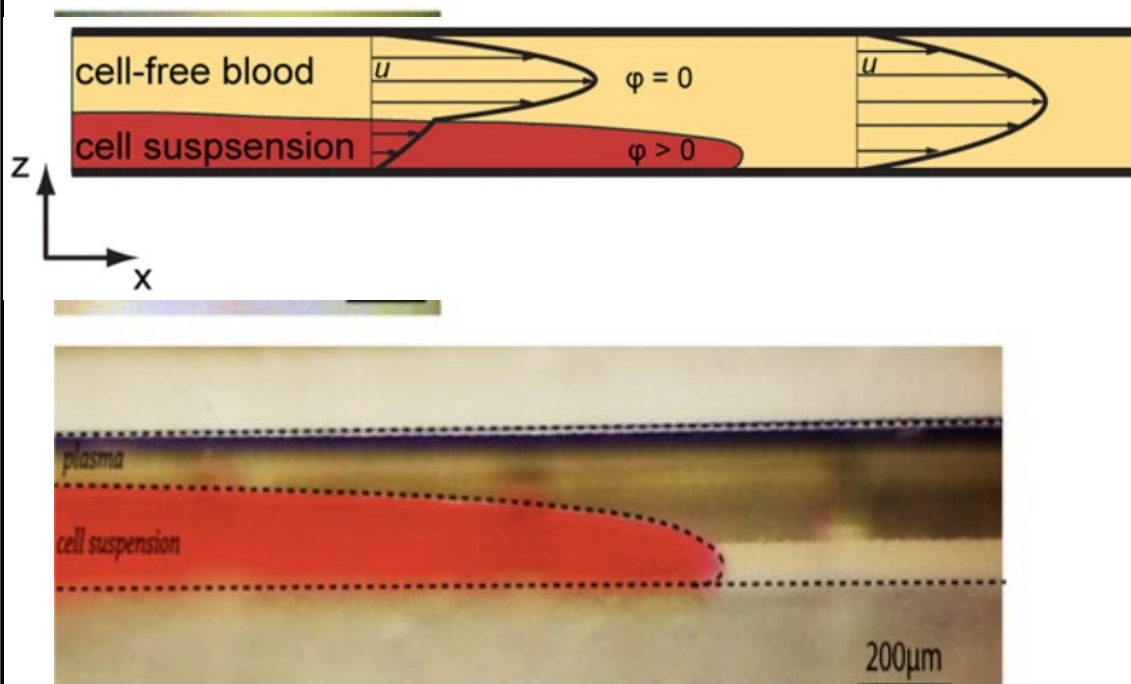 cell-free blood
u
φ = 0
u
cell suspsension
φ > 0
z
x
plasma
cell suspension
200μm